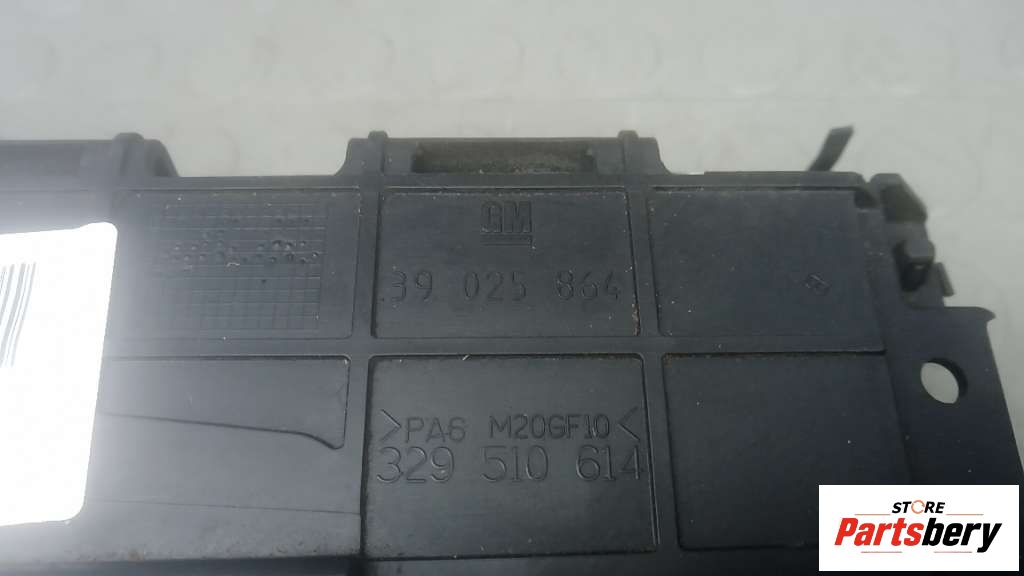 GM
39 025 864
>PA6 M20GF10<
329 510 614
STORE
Partsbery